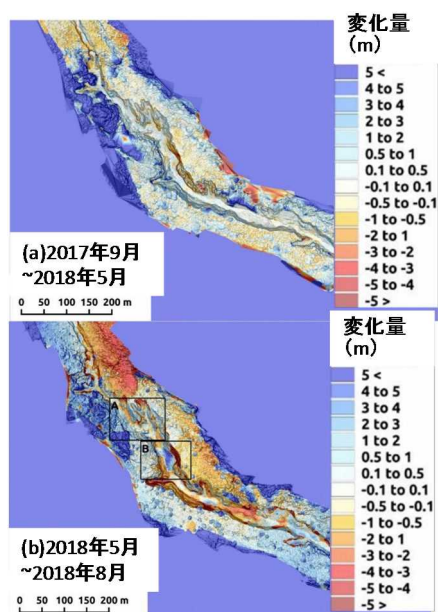 変化量
(m)
5 <
4 to 5
3 to 4
2 to 3
1 to 2
0.5 to 1
0.1 to 0.5
-0.1 to 0.1
-0.5 to -0.1
-1 to -0.5
-2 to 1
-3 to -2
-4 to -3
-5 to -4
-5 >
(a)2017年9月
~2018年5月
0 50 100 150 200 m
変化量
(m)
5 <
4 to 5
3 to 4
2 to 3
1 to 2
0.5 to 1
0.1 to 0.5
-0.1 to 0.1
-0.5 to -0.1
-1 to -0.5
-2 to 1
-3 to -2
-4 to -3
-5 to -4
-5 >
A
B
(b)2018年5月
~2018年8月
0 50 100 150 200 m